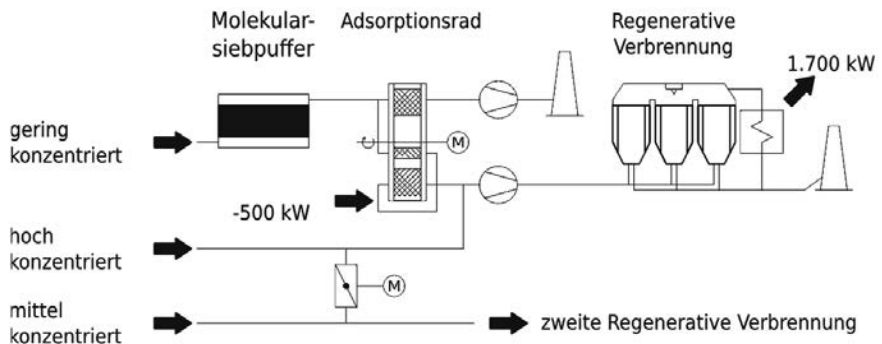 Molekular-
siebpuffer
Adsorptionsrad
Regenerative
Verbrennung
1.700 kW
gering
konzentriert
M
-500 kW
hoch
konzentriert
M
mittel
konzentriert
zweite Regenerative Verbrennung